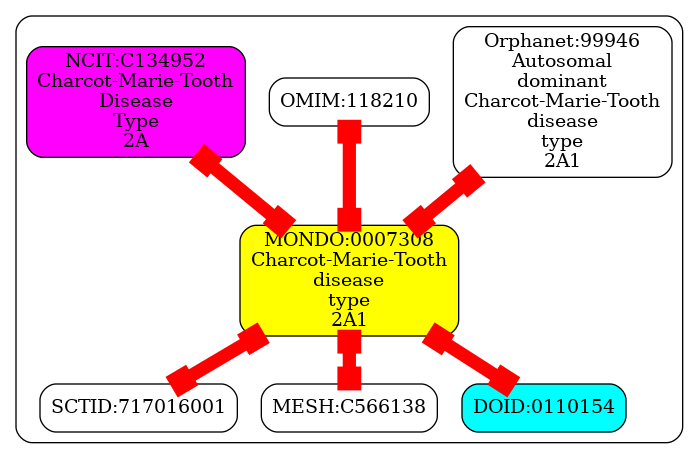 NCIT:C134952
Charcot-Marie-Tooth
Disease
Type
2A
OMIM:118210
Orphanet:99946
Autosomal
dominant
Charcot-Marie-Tooth
disease
type
2A1
MONDO:0007308
Charcot-Marie-Tooth
disease
type
2A1
SCTID:717016001
MESH:C566138
DOID:0110154